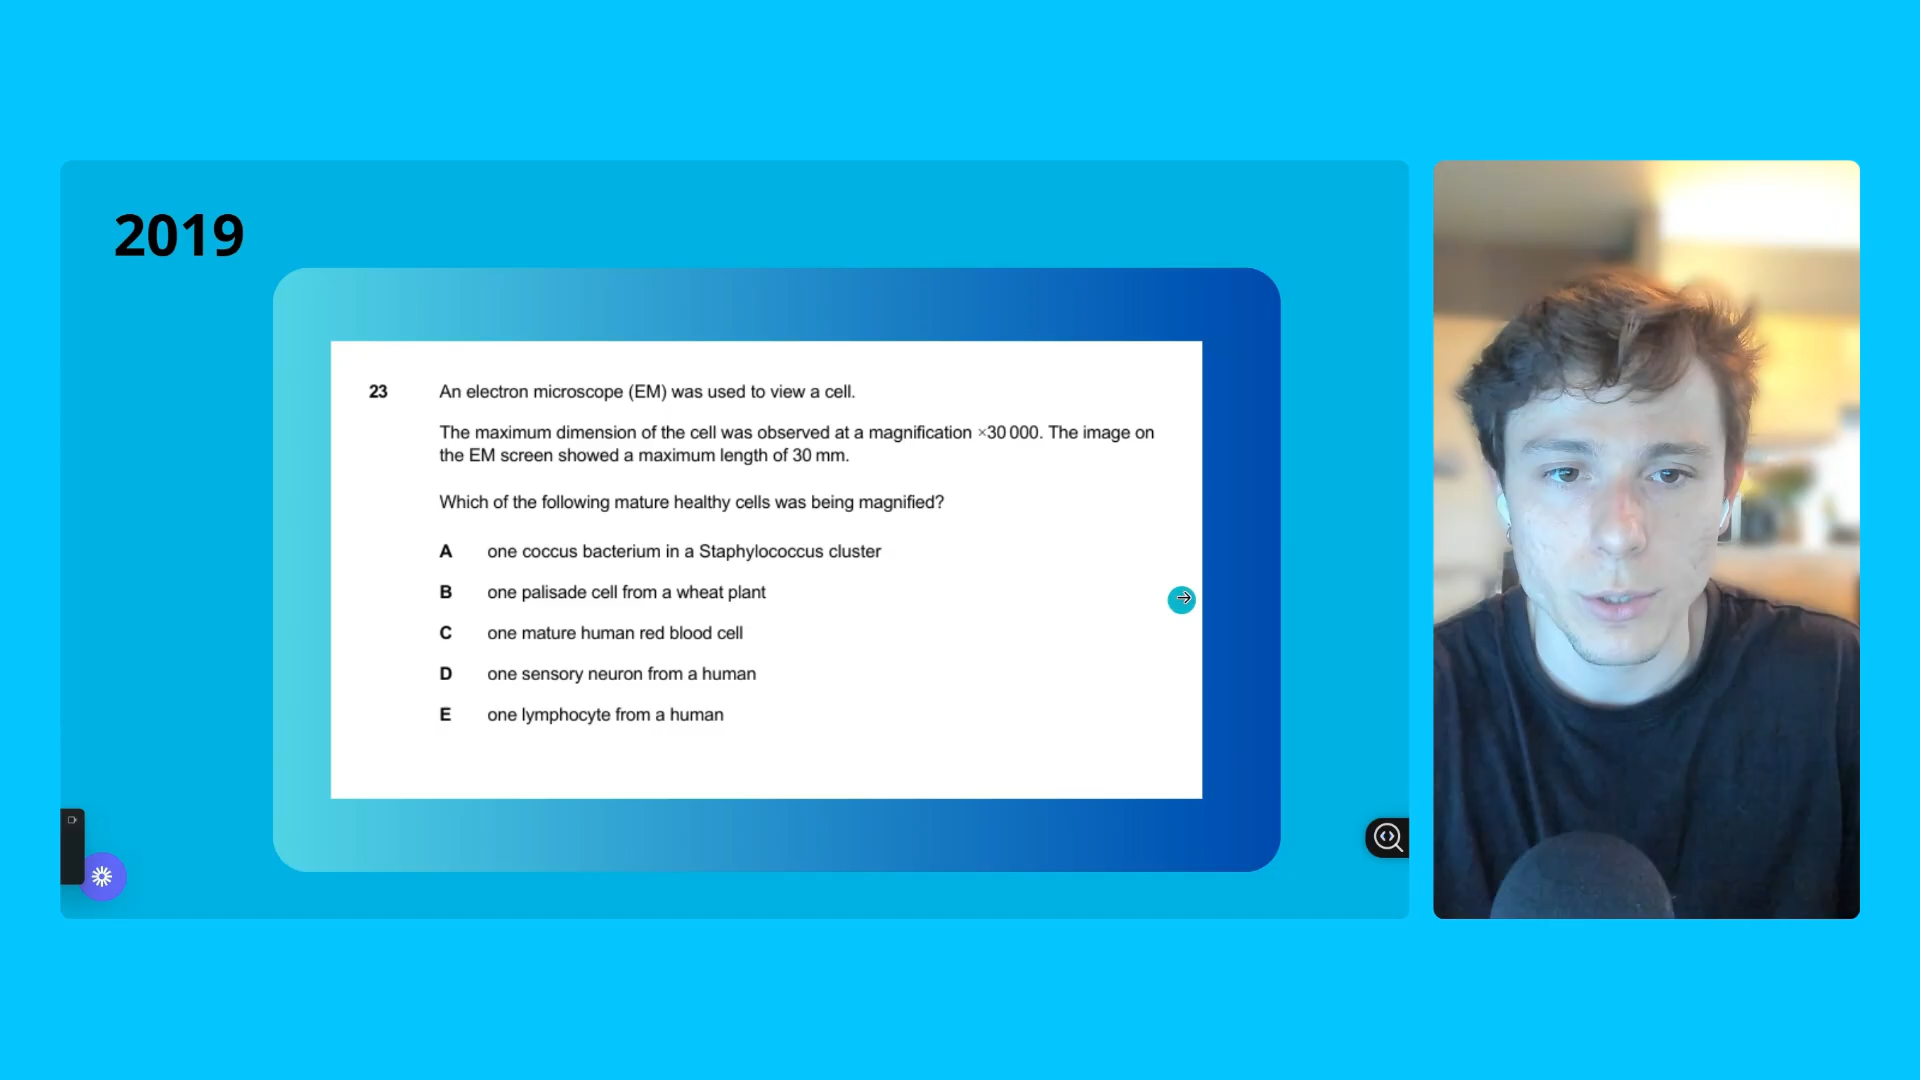 2019
23 An electron microscope (EM) was used to view a cell.
The maximum dimension of the cell was observed at a magnification ×30 000. The image on
the EM screen showed a maximum length of 30 mm.
Which of the following mature healthy cells was being magnified?
A one coccus bacterium in a Staphylococcus cluster
B one palisade cell from a wheat plant
C one mature human red blood cell
D one sensory neuron from a human
E one lymphocyte from a human